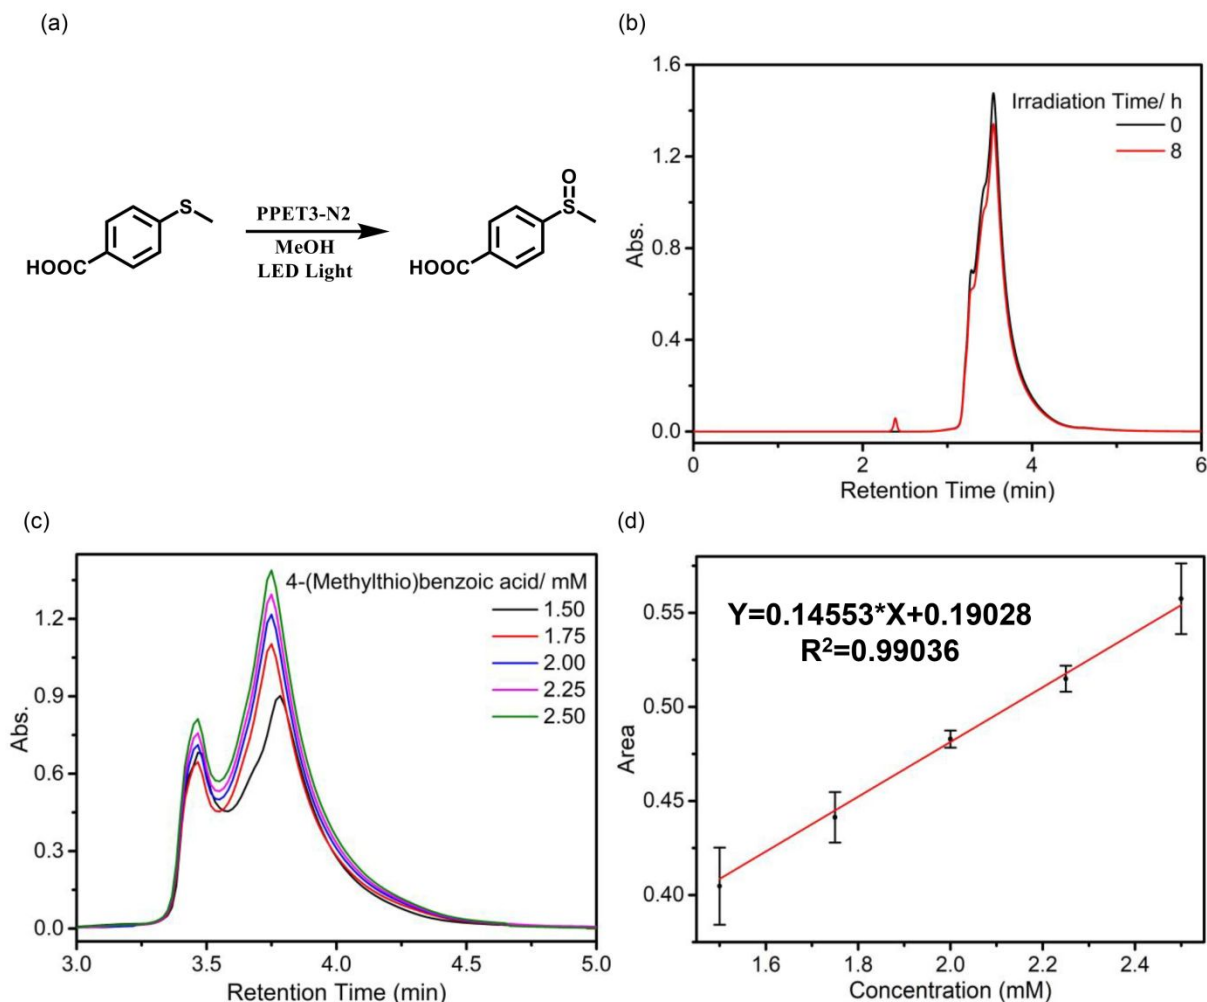 (a)
S
O
S
HOOC
HOOC
PPET3-N2
MeOH
LED Light
(b)
1.6
1.2
0.8
0.4
0.0
Abs.
Irradiation Time/ h
0
8
0
2
4
6
Retention Time (min)
(c)
1.2
0.9
0.6
0.3
0.0
Abs.
4-(Methylthio)benzoic acid/ mM
1.50
1.75
2.00
2.25
2.50
3.0
3.5
4.0
4.5
5.0
Retention Time (min)
(d)
0.55
0.50
0.45
0.40
Area
Y=0.14553*X+0.19028
R²=0.99036
1.6
1.8
2.0
2.2
2.4
Concentration (mM)